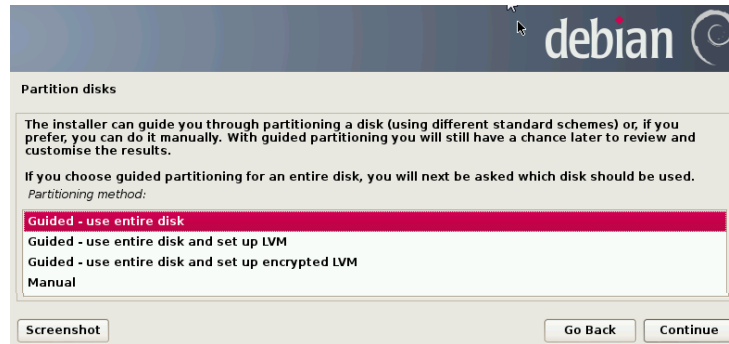 debian
Partition disks
The installer can guide you through partitioning a disk (using different standard schemes) or, if you
prefer, you can do it manually. With guided partitioning you will still have a chance later to review and
customise the results.
If you choose guided partitioning for an entire disk, you will next be asked which disk should be used.
Partitioning method:
Guided - use entire disk
Guided - use entire disk and set up LVM
Guided - use entire disk and set up encrypted LVM
Manual
Screenshot
Go Back
Continue